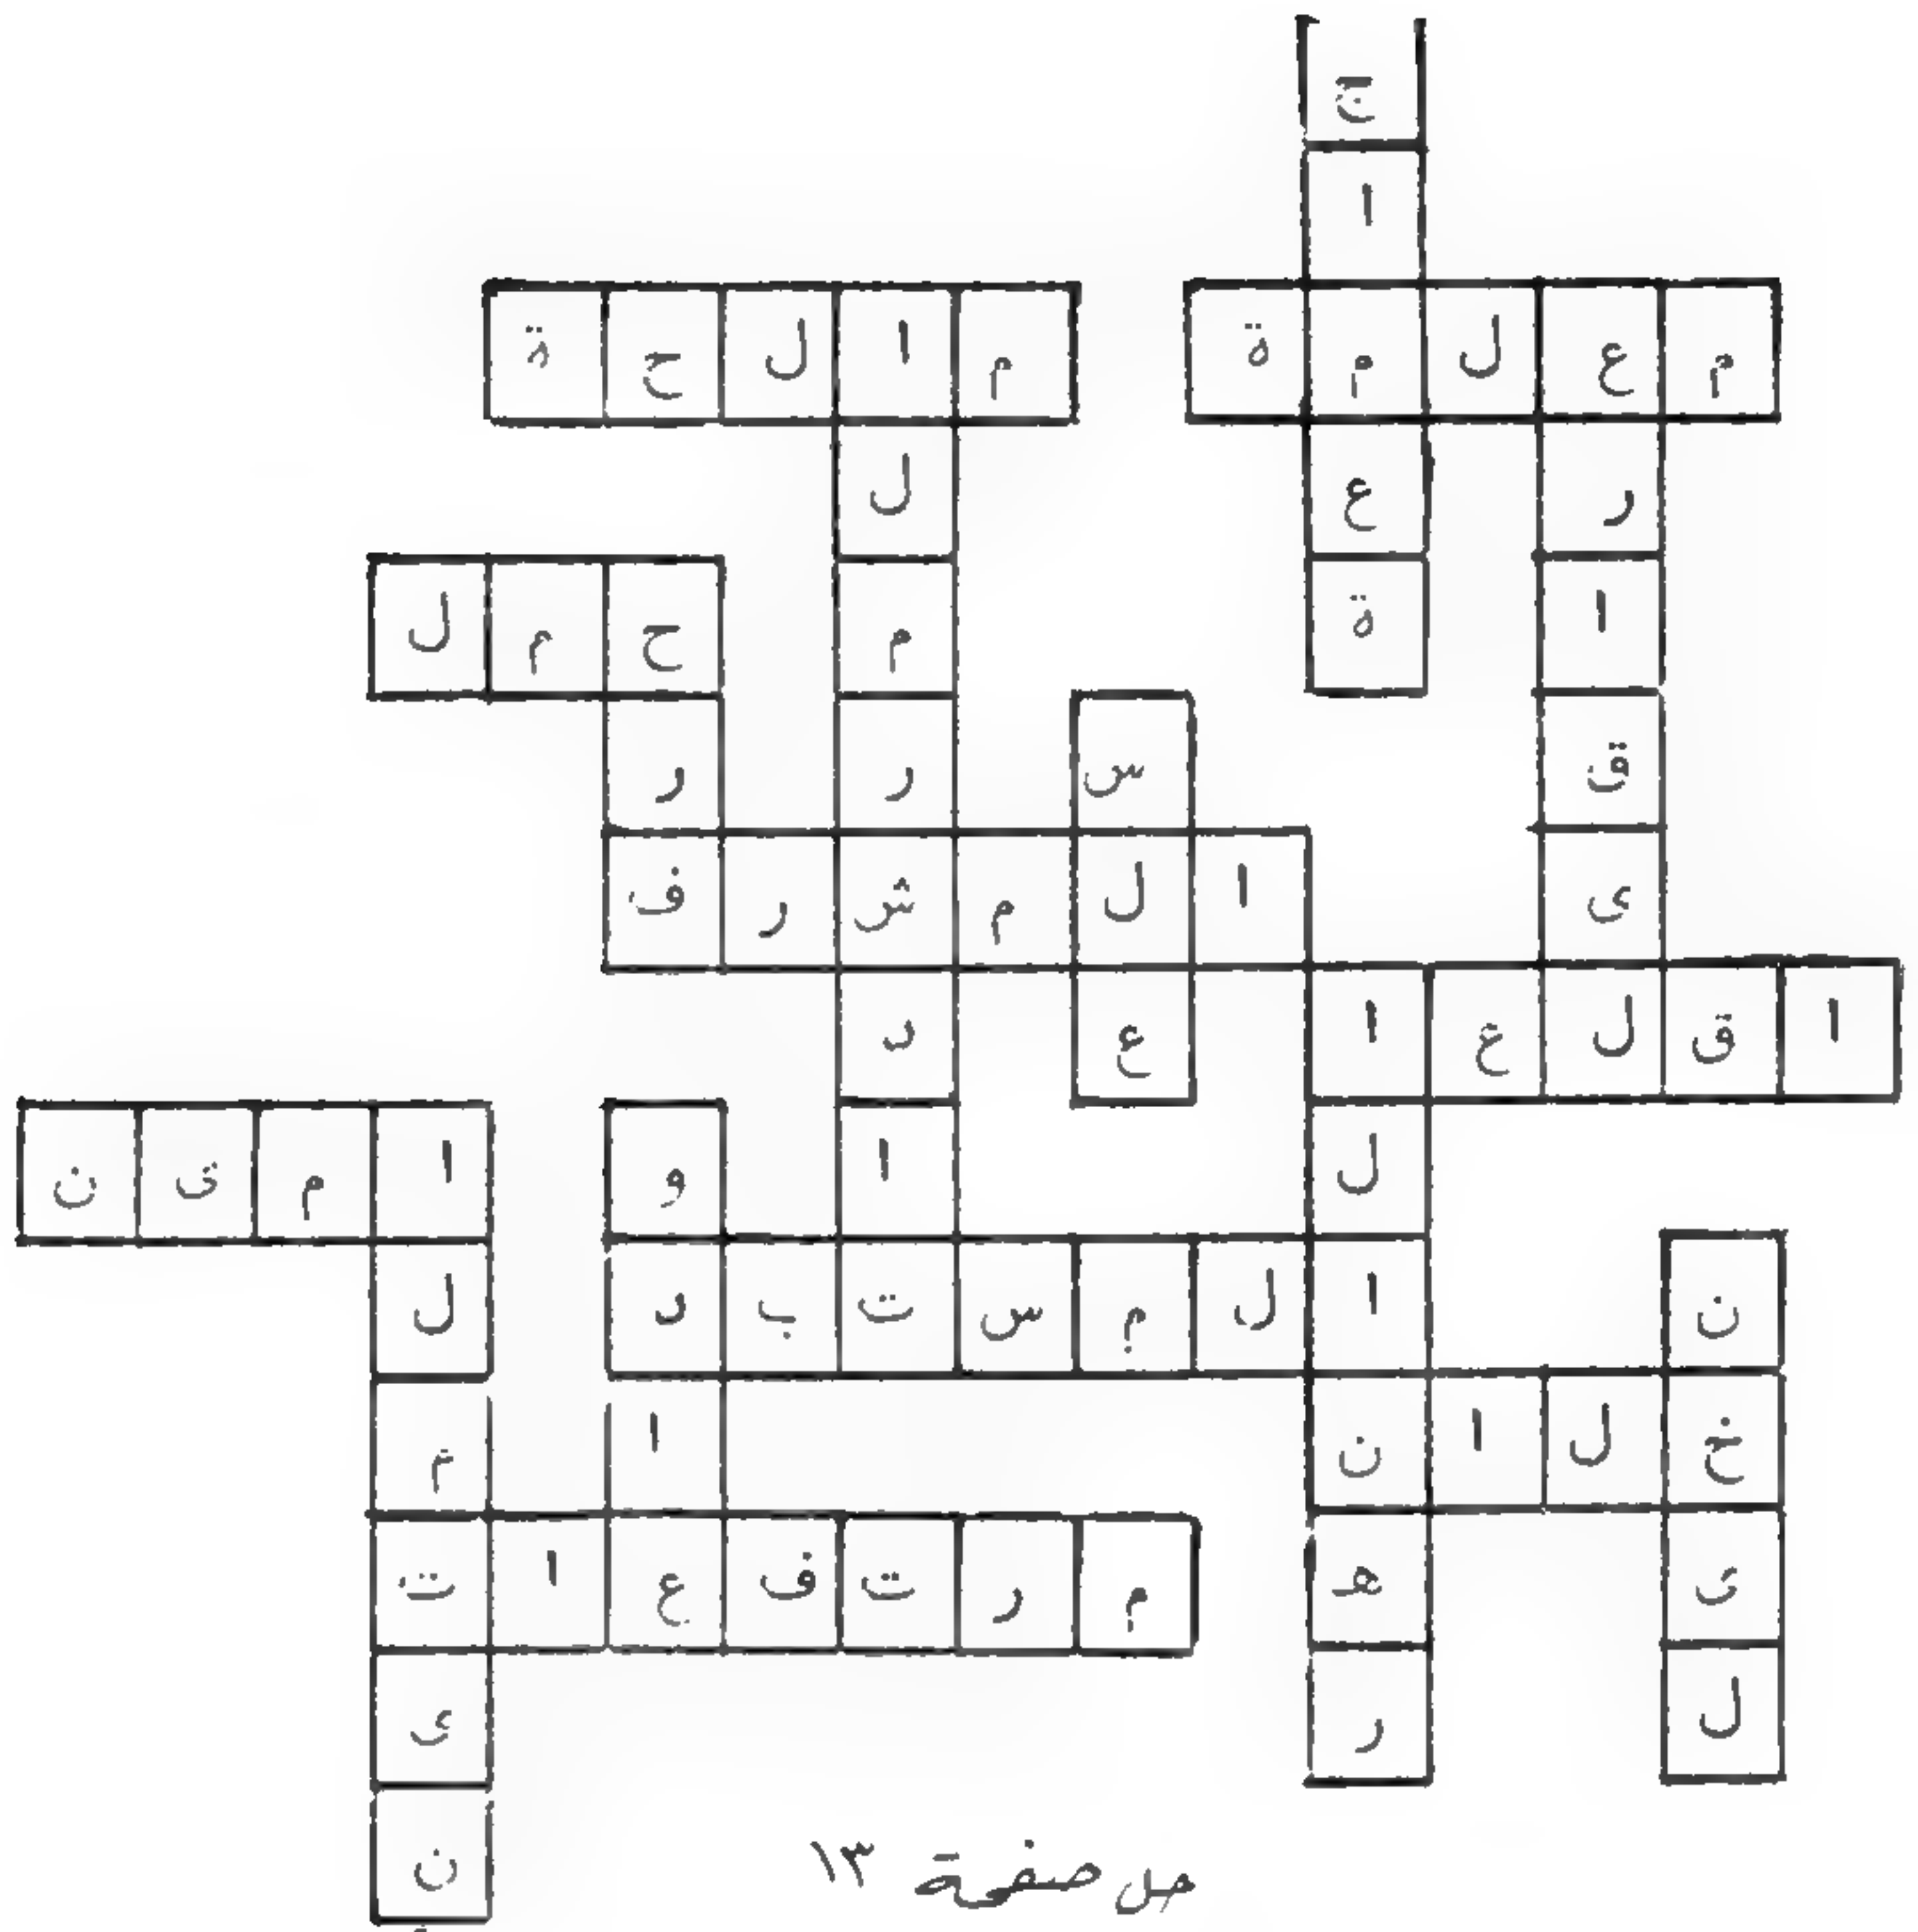 ج
ا
م ع ل م ة م ا ل ح ة
ر ع ل
ا ة م ح م ل
ق س ر ر
ى ا ل م ش ر ف
ا ق ل ع ا ع د
ل ا و ا م ى ن
ن ا ل م س ت ب د ل
خ ل ا ن ا م
ى ه م ر ت ف ع ا ت
ل ر ى
ن
حل صفحة ١٣